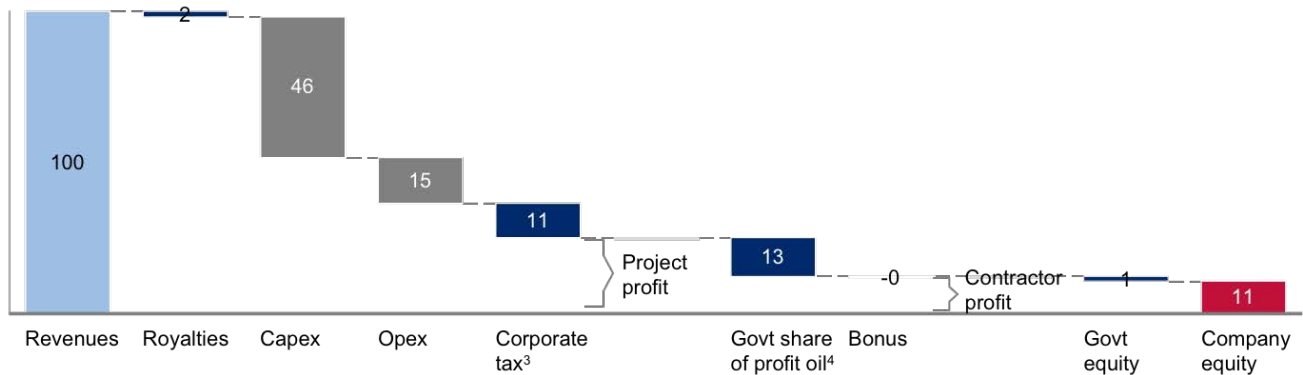 2
46
100
15
11
Project
profit
13
-0
Contractor
profit
1
11
Revenues
Royalties
Capex
Opex
Corporate
tax³
Govt share
of profit oil⁴
Bonus
Govt
equity
Company
equity